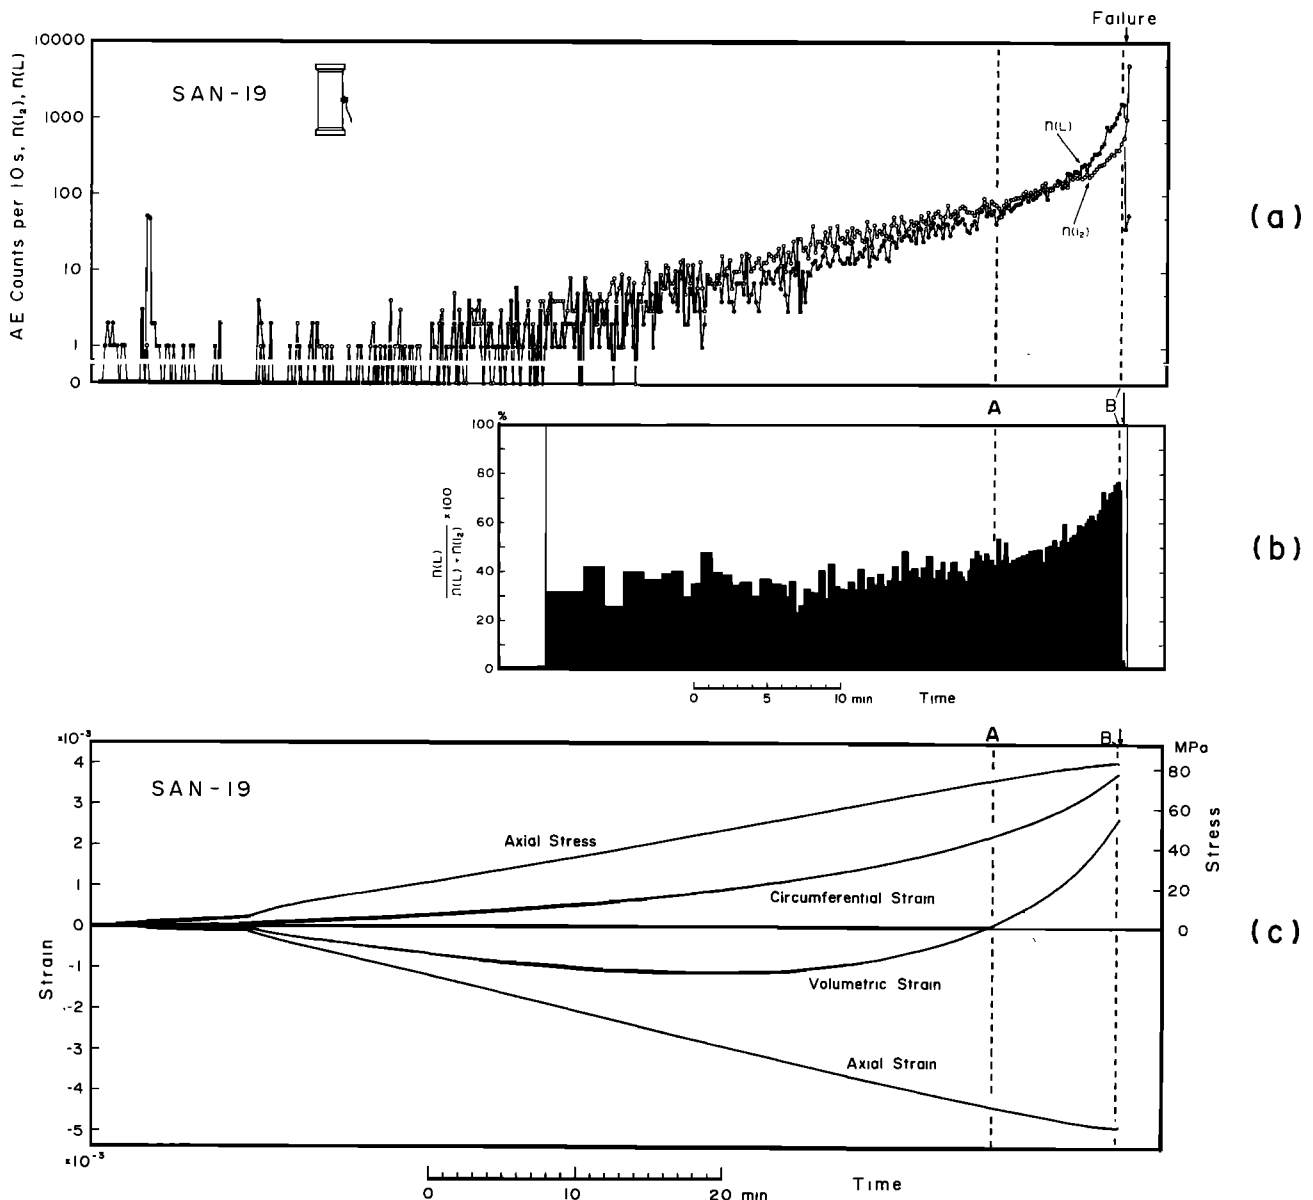 Failure
10000
1000
100
10
1
0
AE Counts per 10 s, n(I₂), n(L)
SAN-19
n(L)
n(I₂)
(a)
A
B
%
100
80
60
40
20
0
n(L)
n(L) + n(I₂)
×100
(b)
0 5 10 min Time
×10⁻³
A
B
MPa
4
3
2
1
0
-1
-2
-3
-4
-5
×10⁻³
Strain
SAN-19
Axial Stress
Circumferential Strain
Volumetric Strain
Axial Strain
80
60
40
20
0
Stress
(c)
0 10 20 min Time